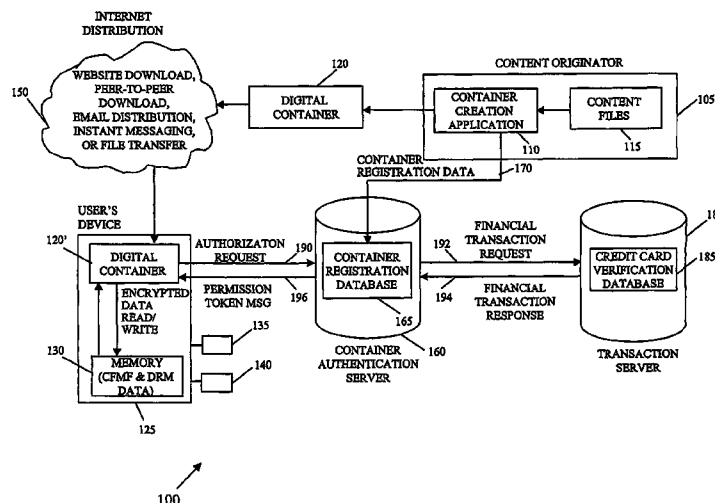 INTERNET
DISTRIBUTION
150
WEBSITE DOWNLOAD,
PEER-TO-PEER
DOWNLOAD,
EMAIL DISTRIBUTION,
INSTANT MESSAGING,
OR FILE TRANSFER
120
DIGITAL
CONTAINER
CONTENT ORIGINATOR
CONTAINER
CREATION
APPLICATION
110
CONTENT
FILES
115
105
CONTAINER
REGISTRATION DATA
170
USER'S
DEVICE
120'
DIGITAL
CONTAINER
ENCRYPTED
DATA
READ/
WRITE
130
MEMORY
(CFMF & DRM
DATA)
125
135
140
AUTHORIZATON
REQUEST
190
PERMISSION
TOKEN MSG
196
CONTAINER
REGISTRATION
DATABASE
165
160
CONTAINER
AUTHENTICATION
SERVER
FINANCIAL
TRANSACTION
REQUEST
192
194
FINANCIAL
TRANSACTION
RESPONSE
CREDIT CARD
VERIFICATION
DATABASE
185
TRANSACTION
SERVER
100